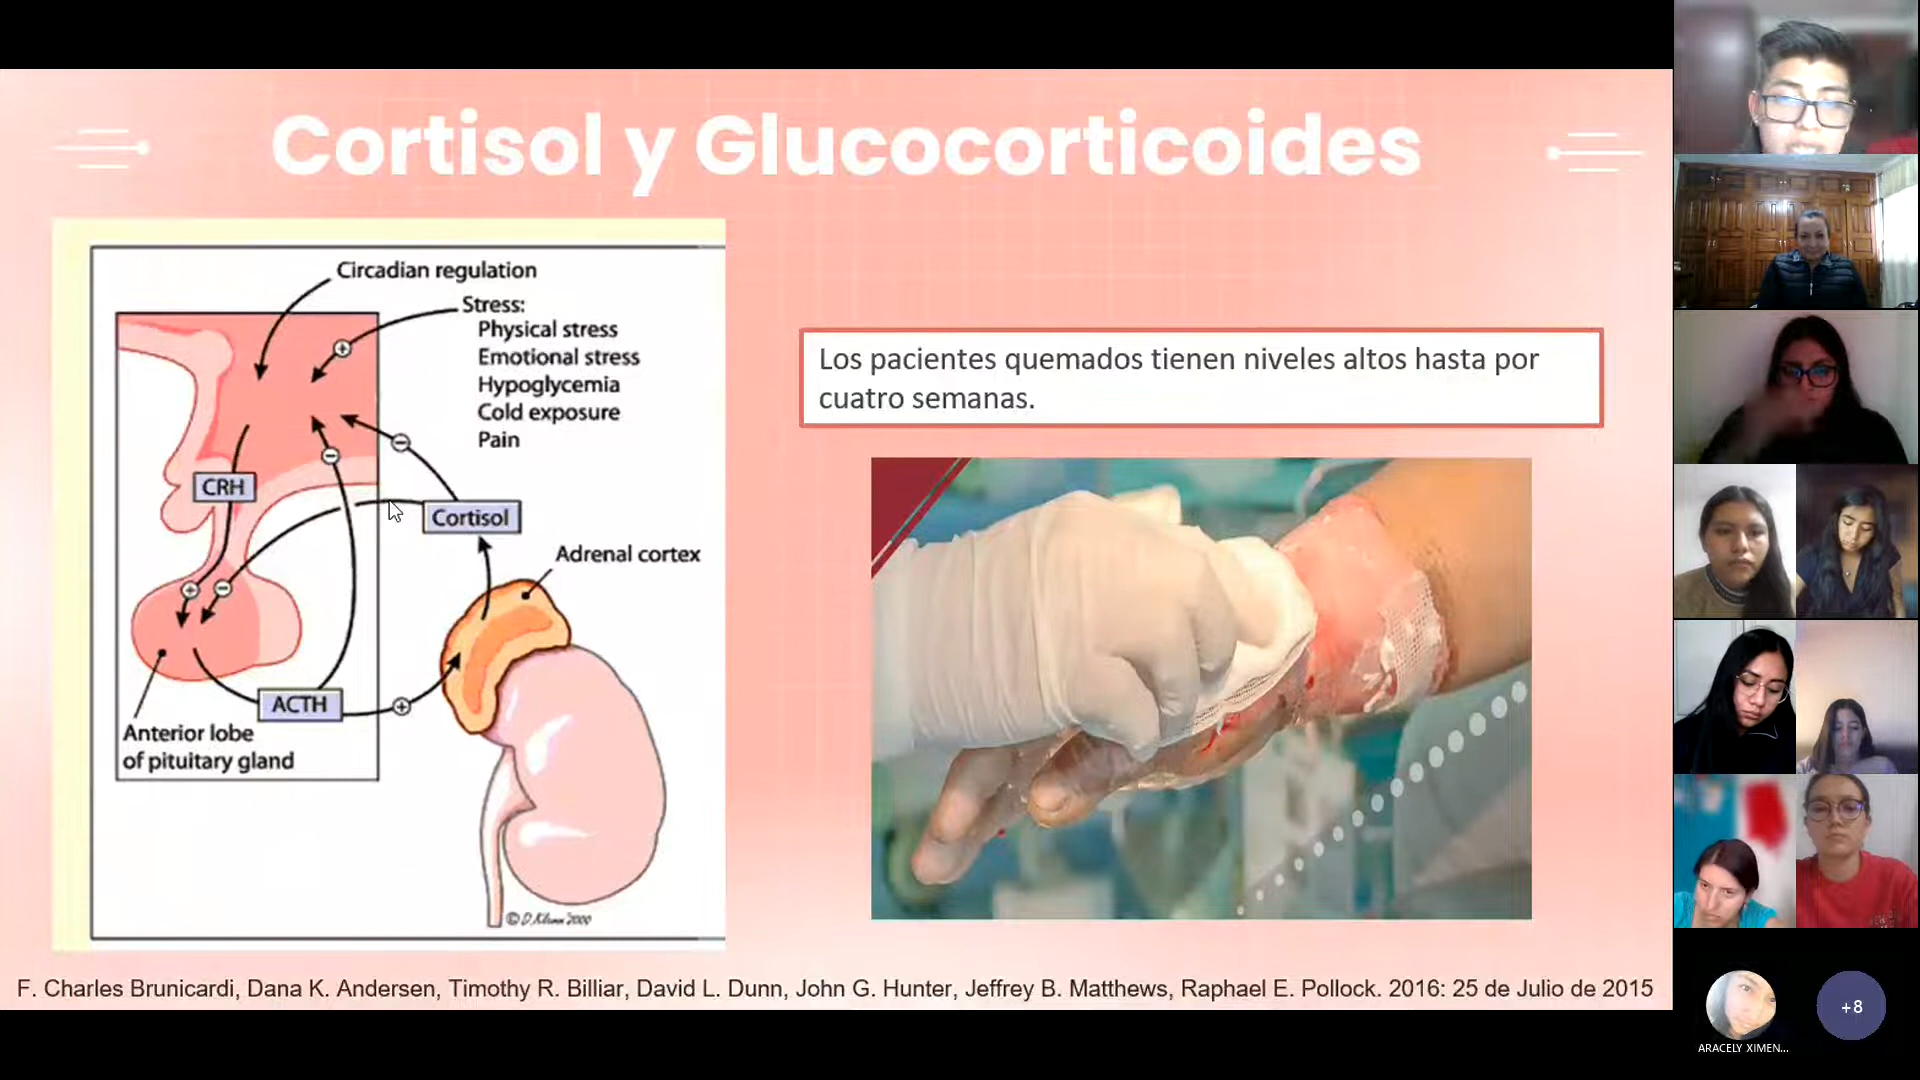 Cortisol y Glucocorticoides
Circadian regulation
Stress:
Physical stress
Emotional stress
Hypoglycemia
Cold exposure
Pain
CRH
Cortisol
Adrenal cortex
ACTH
Anterior lobe
of pituitary gland
Los pacientes quemados tienen niveles altos hasta por
cuatro semanas.
F. Charles Brunicardi, Dana K. Andersen, Timothy R. Billiar, David L. Dunn, John G. Hunter, Jeffrey B. Matthews, Raphael E. Pollock. 2016: 25 de Julio de 2015
+8
ARACELY XIMEN...